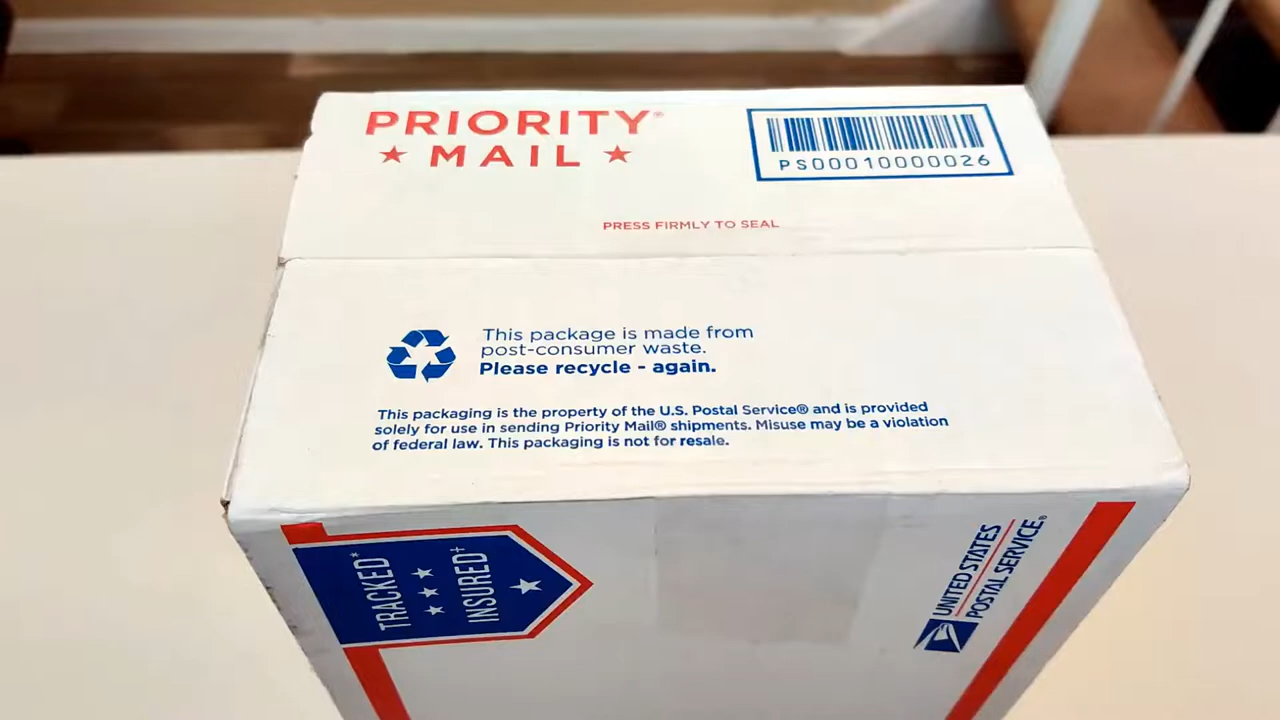 PRIORITY®
★ MAIL ★
PS00010000026
PRESS FIRMLY TO SEAL
This package is made from
post-consumer waste.
Please recycle - again.
This packaging is the property of the U.S. Postal Service® and is provided
solely for use in sending Priority Mail® shipments. Misuse may be a violation
of federal law. This packaging is not for resale.
TRACKED*
INSURED†
UNITED STATES
POSTAL SERVICE®